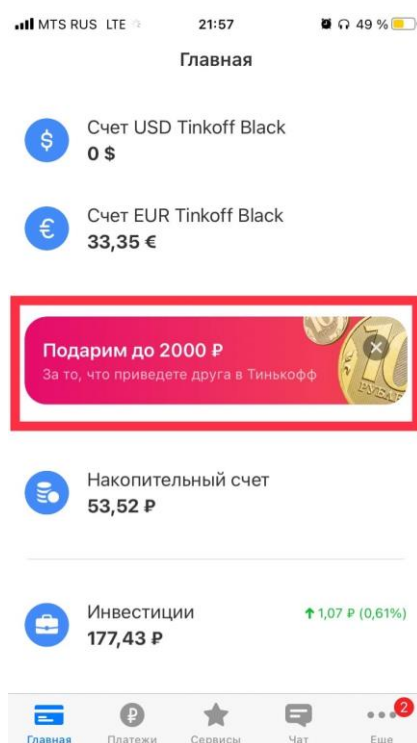 MTS RUS LTE 21:57 49 %
Главная
Счет USD Tinkoff Black
0 $
Счет EUR Tinkoff Black
33,35 €
Подарим до 2000 ₽
За то, что приведете друга в Тинькофф
10
РУБЛЕЙ
Накопительный счет
53,52 ₽
Инвестиции
↑ 1,07 ₽ (0,61%)
177,43 ₽
2
Главная Платежи Сервисы Чат Еще